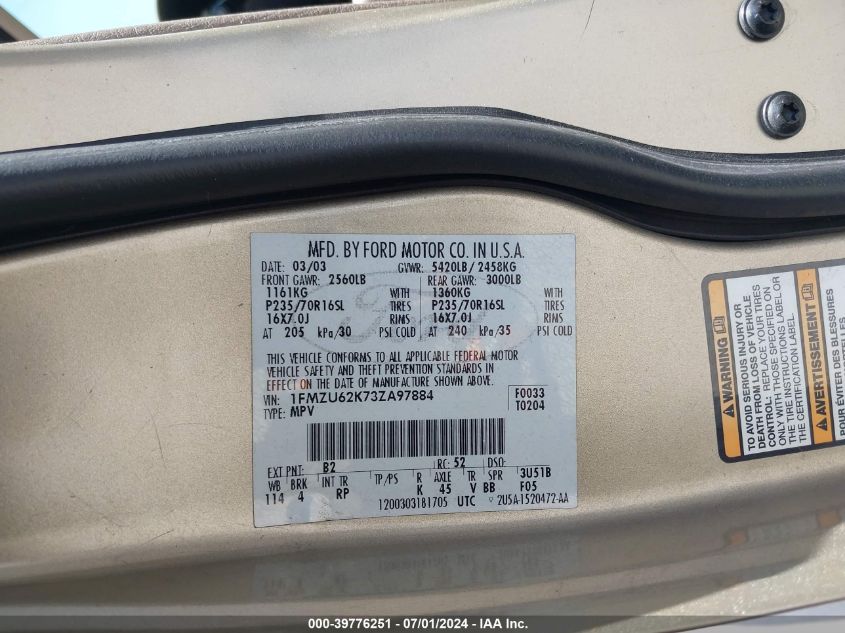 MFD. BY FORD MOTOR CO. IN U.S.A.
DATE: 03/03 GVWR: 5420LB / 2458KG
FRONT GAWR: 2560LB REAR GAWR: 3000LB
1161KG WITH 1360KG WITH
P235/70R16SL TIRES P235/70R16SL TIRES
16X7.0J RIMS 16X7.0J RIMS
AT 205 kPa/30 PSI COLD AT 240 kPa/35 PSI COLD
THIS VEHICLE CONFORMS TO ALL APPLICABLE FEDERAL MOTOR
VEHICLE SAFETY AND THEFT PREVENTION STANDARDS IN
EFFECT ON THE DATE OF MANUFACTURE SHOWN ABOVE.
VIN: 1FMZU62K73ZA97884 F0033
TYPE: MPV T0204
EXT PNT: B2 RC: 52 DSO:
WB BRK INT TR TP/PS R AXLE TR SPR 3U51B
114 4 RP K 45 V BB F05
1200303181705 UTC 2U5A-1520472-AA
TO AVOID SERIOUS INJURY OR
DEATH FROM LOSS OF VEHICLE
CONTROL: REPLACE YOUR TIRES
ONLY WITH THOSE SPECIFIED ON
THE TIRE INFORMATION LABEL OR
CERTIFICATION LABEL.
AVERTISSEMENT
000-39776251 - 07/01/2024 - IAAI Inc.